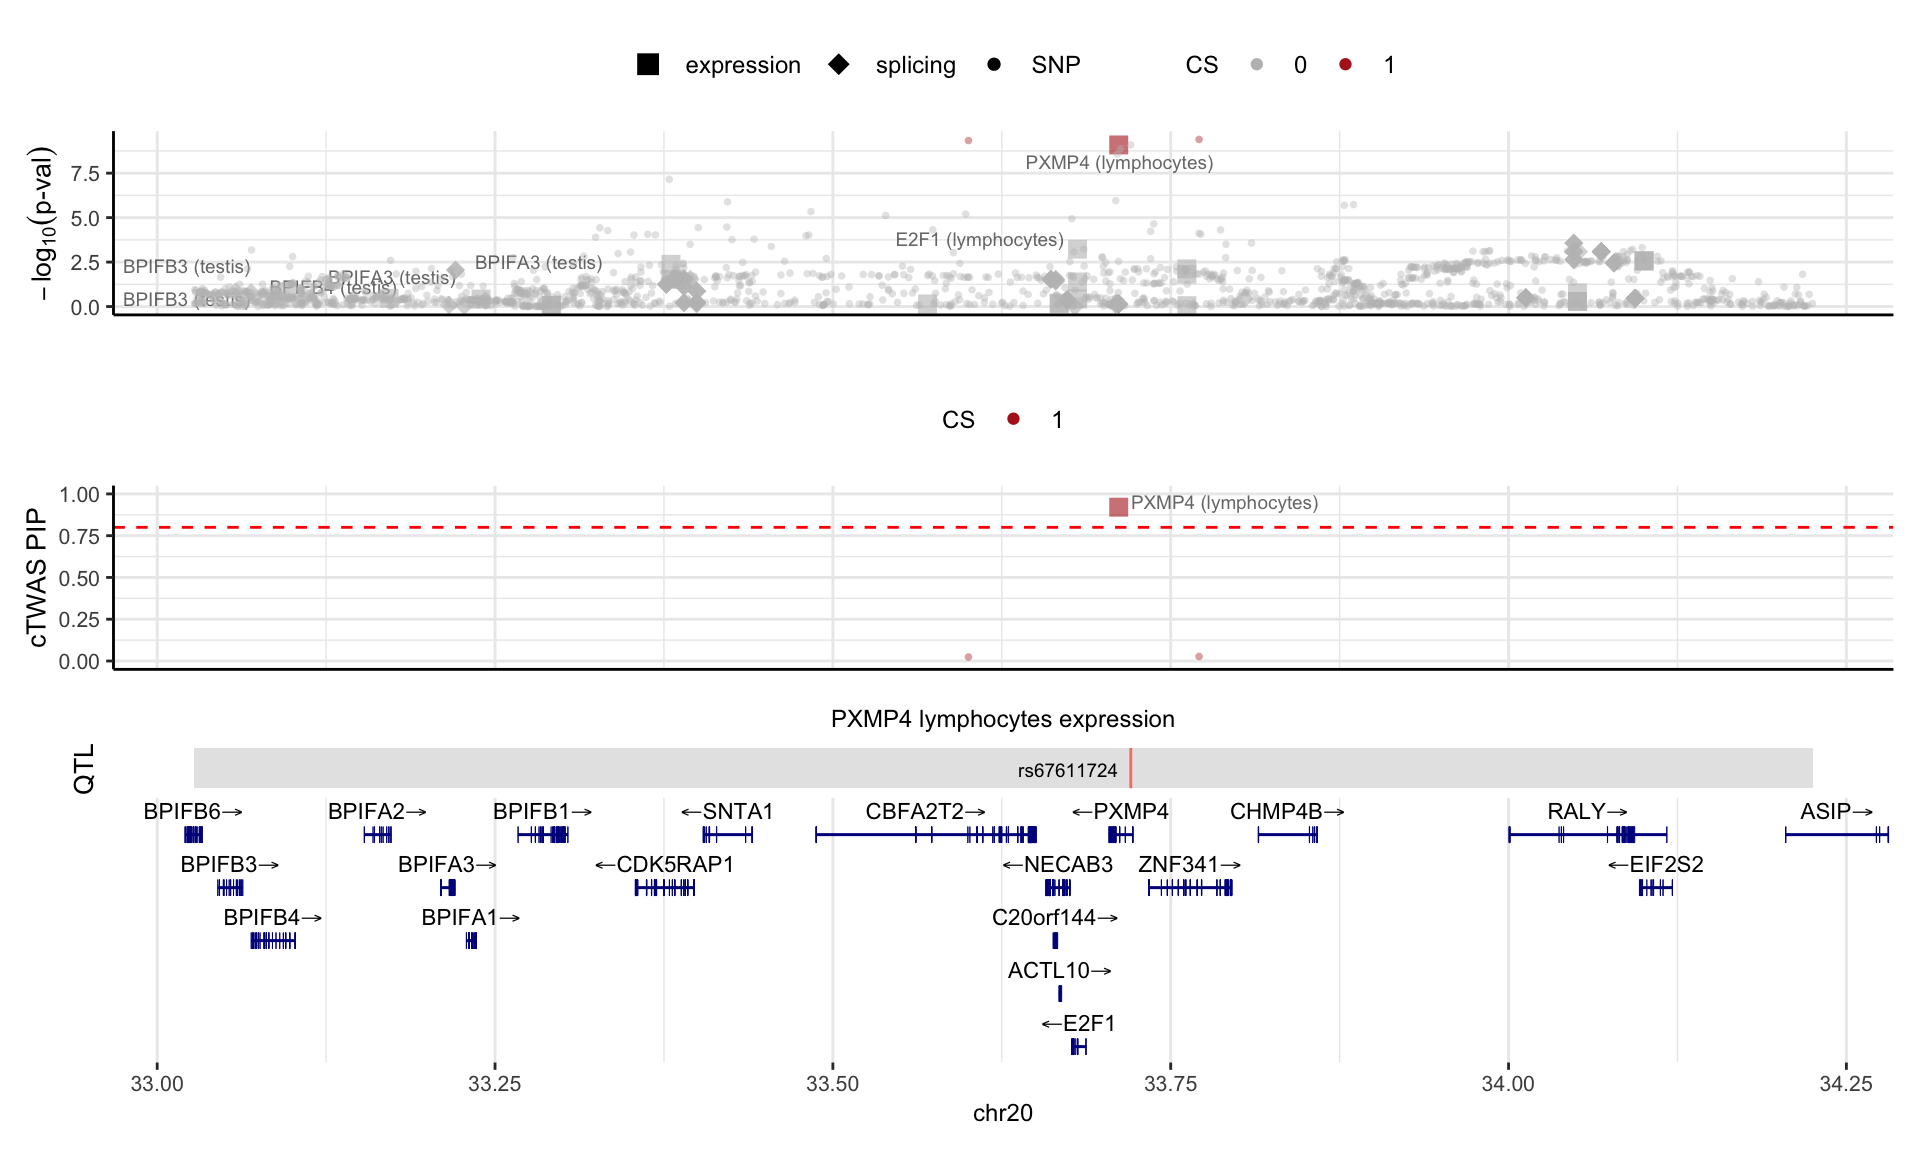 expression splicing SNP CS 0 1
− log10(p-val)
7.5
5.0
2.5
0.0
PXMP4 (lymphocytes)
E2F1 (lymphocytes)
BPIFB3 (testis)
BPIFA3 (testis)
BPIFA3 (testis)
BPIFB4 (testis)
BPIFB3 (testis)
CS 1
cTWAS PIP
1.00
0.75
0.50
0.25
0.00
PXMP4 (lymphocytes)
PXMP4 lymphocytes expression
QTL
rs67611724
BPIFB6→ BPIFA2→ BPIFB1→ ←SNTA1 CBFA2T2→ ←PXMP4 CHMP4B→ RALY→ ASIP→
BPIFB3→ BPIFA3→ ←CDK5RAP1 ←NECAB3 ZNF341→ ←EIF2S2
BPIFB4→ BPIFA1→ C20orf144→
ACTL10→
←E2F1
33.00 33.25 33.50 33.75 34.00 34.25
chr20